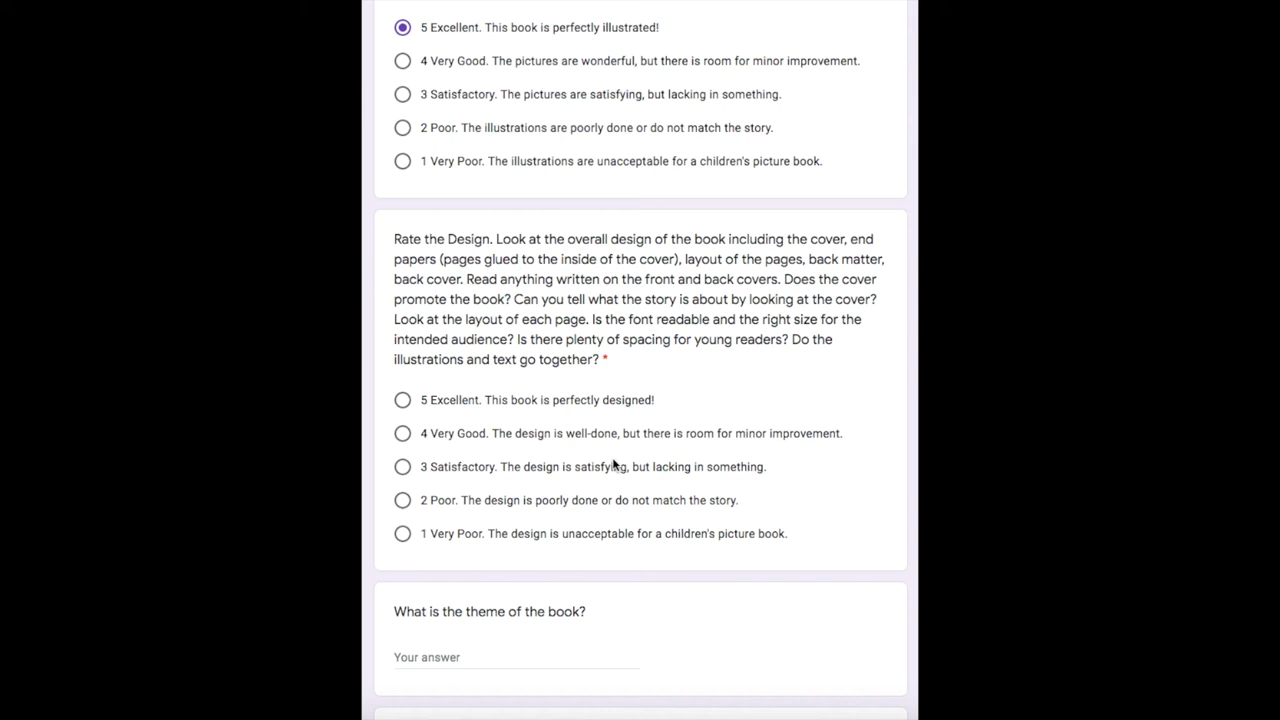 5 Excellent. This book is perfectly illustrated!
4 Very Good. The pictures are wonderful, but there is room for minor improvement.
3 Satisfactory. The pictures are satisfying, but lacking in something.
2 Poor. The illustrations are poorly done or do not match the story.
1 Very Poor. The illustrations are unacceptable for a children's picture book.
Rate the Design. Look at the overall design of the book including the cover, end
papers (pages glued to the inside of the cover), layout of the pages, back matter,
back cover. Read anything written on the front and back covers. Does the cover
promote the book? Can you tell what the story is about by looking at the cover?
Look at the layout of each page. Is the font readable and the right size for the
intended audience? Is there plenty of spacing for young readers? Do the
illustrations and text go together? *
5 Excellent. This book is perfectly designed!
4 Very Good. The design is well-done, but there is room for minor improvement.
3 Satisfactory. The design is satisfying, but lacking in something.
2 Poor. The design is poorly done or do not match the story.
1 Very Poor. The design is unacceptable for a children's picture book.
What is the theme of the book?
Your answer